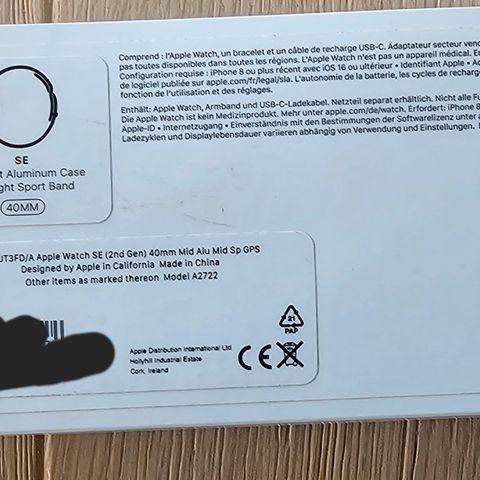 Comprend : l'Apple Watch, un bracelet et un câble de recharge USB-C. Adaptateur secteur
pas toutes disponibles dans toutes les régions. L'Apple Watch n'est pas un appareil médical.
Configuration requise : iPhone 8 ou plus récent avec iOS 16 ou ultérieur • identifiant Apple •
de logiciel publiée sur apple.com/fr/legal/sla. L'autonomie de la batterie, les cycles de
fonction de l'utilisation et des réglages.
Enthält: Apple Watch, Armband und USB-C-Ladekabel. Netzteil separat erhältlich. Nicht alle
Die Apple Watch ist kein Medizinprodukt. Mehr unter apple.com/de/watch. Erfordert: iPhone 8
Apple-ID • Internetzugang • Einverständnis mit den Bestimmungen der Softwarelizenz unter
Ladezyklen und Displaylebensdauer variieren abhängig von Verwendung und Einstellungen.
SE
Aluminum Case
Sport Band
40MM
JT3FD/A Apple Watch SE (2nd Gen) 40mm Mid Alu Mid Sp GPS
Designed by Apple in California Made in China
Other items as marked thereon Model A2722
21
PAP
Apple Distribution International Ltd
Hollyhill Industrial Estate
Cork, Ireland
CE